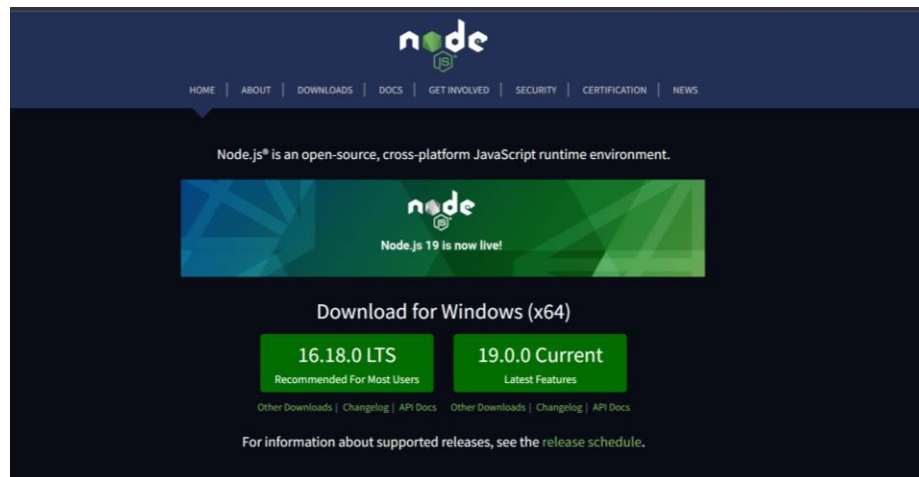 node
JS
HOME | ABOUT | DOWNLOADS | DOCS | GET INVOLVED | SECURITY | CERTIFICATION | NEWS
Node.js® is an open-source, cross-platform JavaScript runtime environment.
node
JS
Node.js 19 is now live!
Download for Windows (x64)
16.18.0 LTS
Recommended For Most Users
19.0.0 Current
Latest Features
Other Downloads | Changelog | API Docs
Other Downloads | Changelog | API Docs
For information about supported releases, see the release schedule.